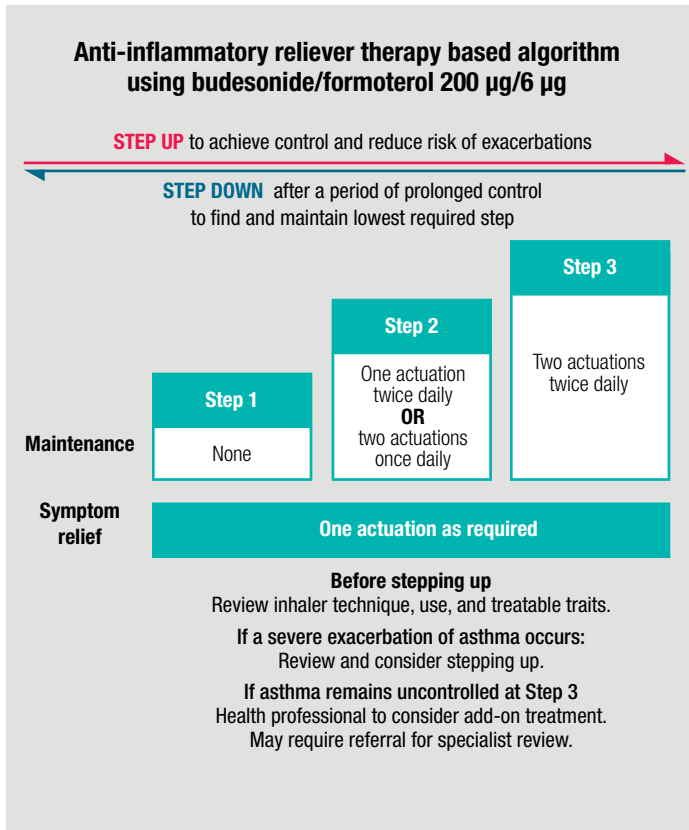 Anti-inflammatory reliever therapy based algorithm
using budesonide/formoterol 200 µg/6 µg
STEP UP to achieve control and reduce risk of exacerbations
STEP DOWN after a period of prolonged control
to find and maintain lowest required step
Step 1
Step 2
Step 3
Maintenance
None
One actuation
twice daily
OR
two actuations
once daily
Two actuations
twice daily
Symptom
relief
One actuation as required
Before stepping up
Review inhaler technique, use, and treatable traits.
If a severe exacerbation of asthma occurs:
Review and consider stepping up.
If asthma remains uncontrolled at Step 3
Health professional to consider add-on treatment.
May require referral for specialist review.